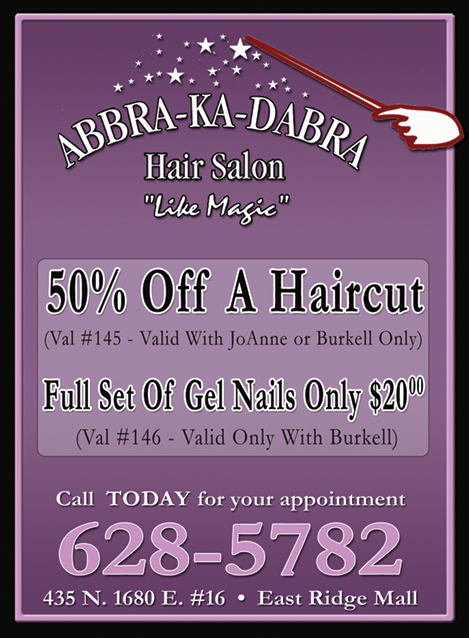 ABBRA-KA-DABRA
Hair Salon
"Like Magic"
50% Off A Haircut
(Val #145 - Valid With JoAnne or Burkell Only)
Full Set Of Gel Nails Only $20⁰⁰
(Val #146 - Valid Only With Burkell)
Call TODAY for your appointment
628-5782
435 N. 1680 E. #16 • East Ridge Mall